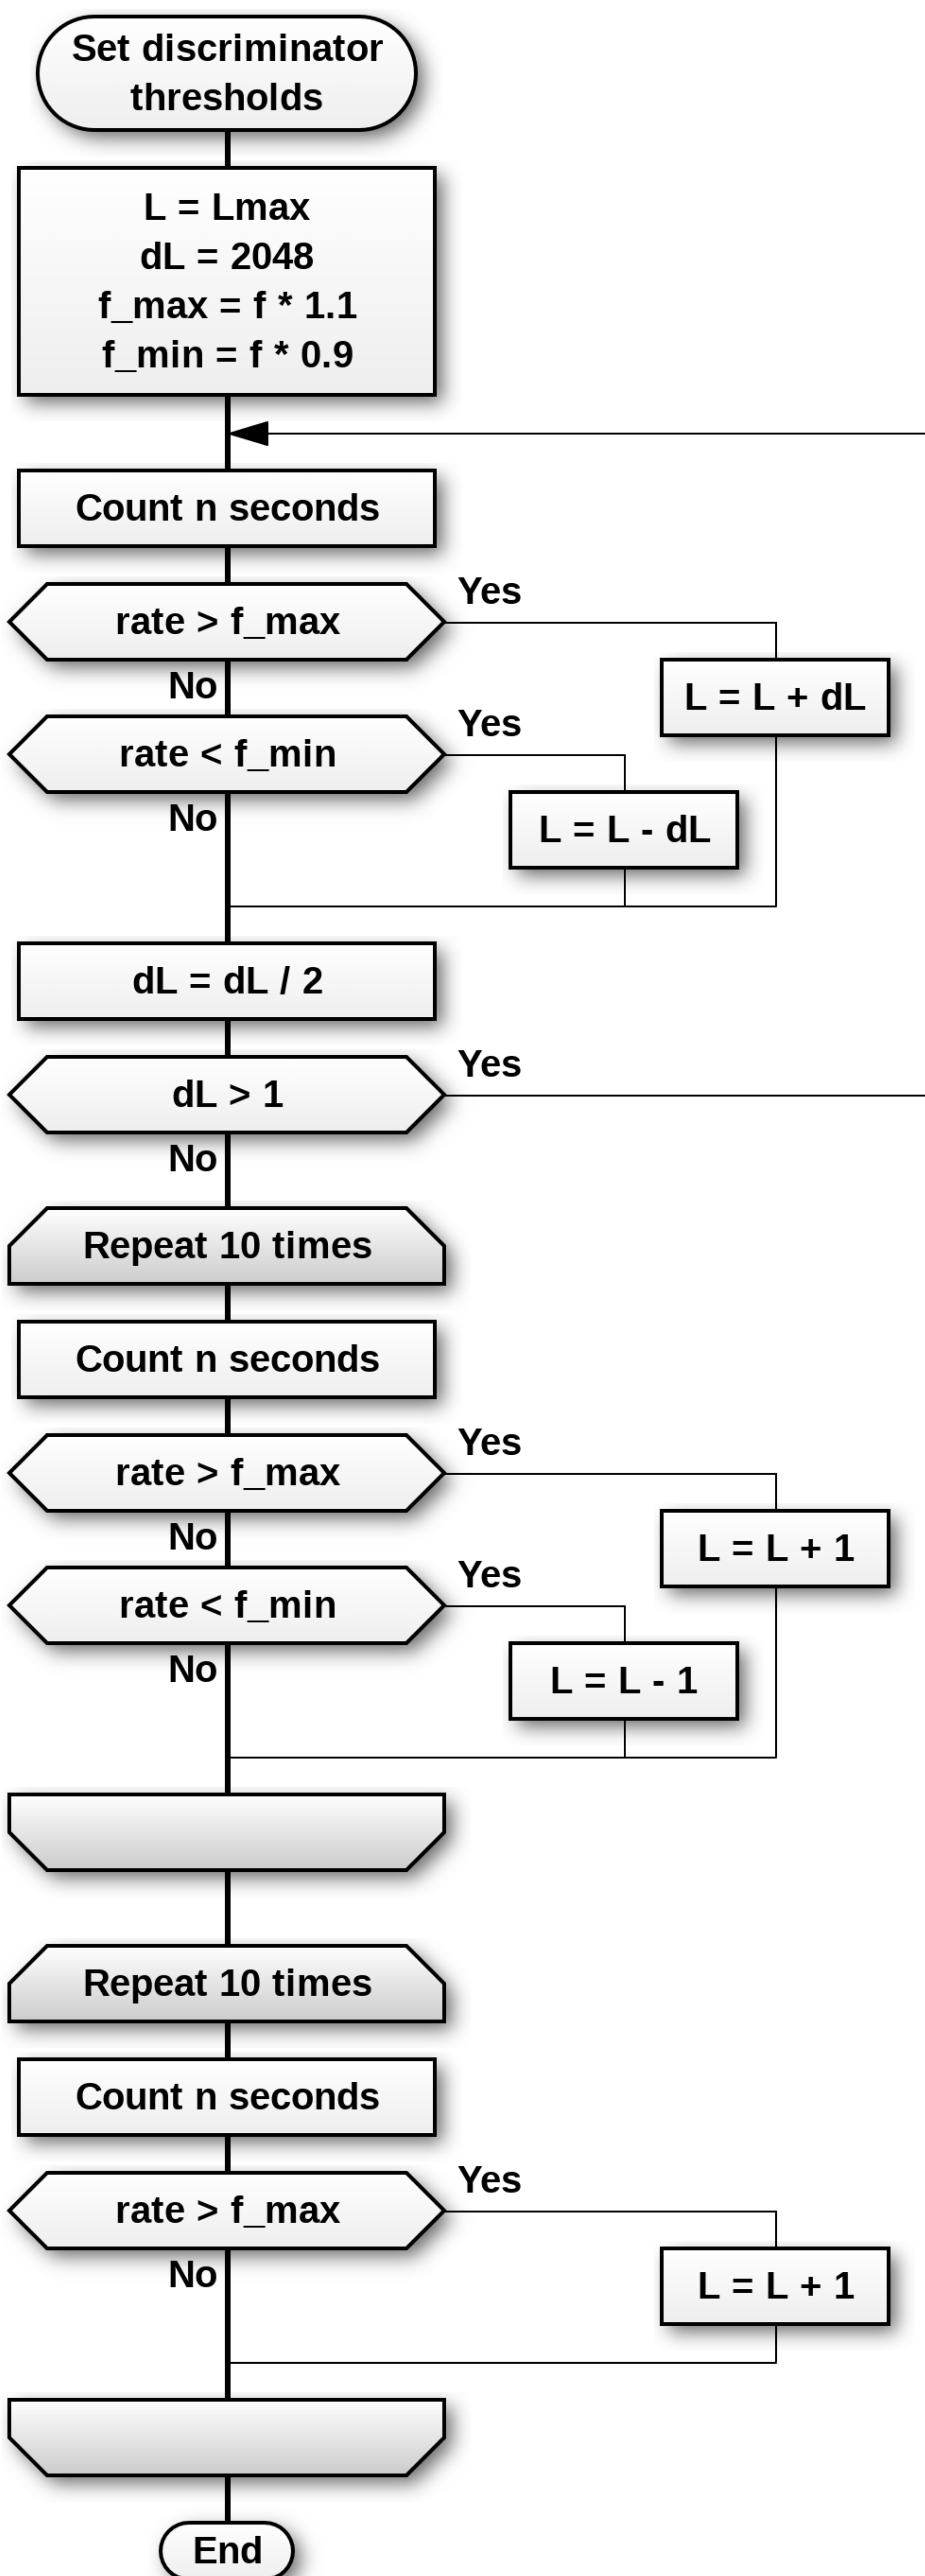 Set discriminator
thresholds
L = Lmax
dL = 2048
f_max = f * 1.1
f_min = f * 0.9
Count n seconds
rate > f_max
Yes
No
L = L + dL
rate < f_min
Yes
No
L = L - dL
dL = dL / 2
dL > 1
Yes
No
Repeat 10 times
Count n seconds
rate > f_max
Yes
No
L = L + 1
rate < f_min
Yes
No
L = L - 1
Repeat 10 times
Count n seconds
rate > f_max
Yes
No
L = L + 1
End